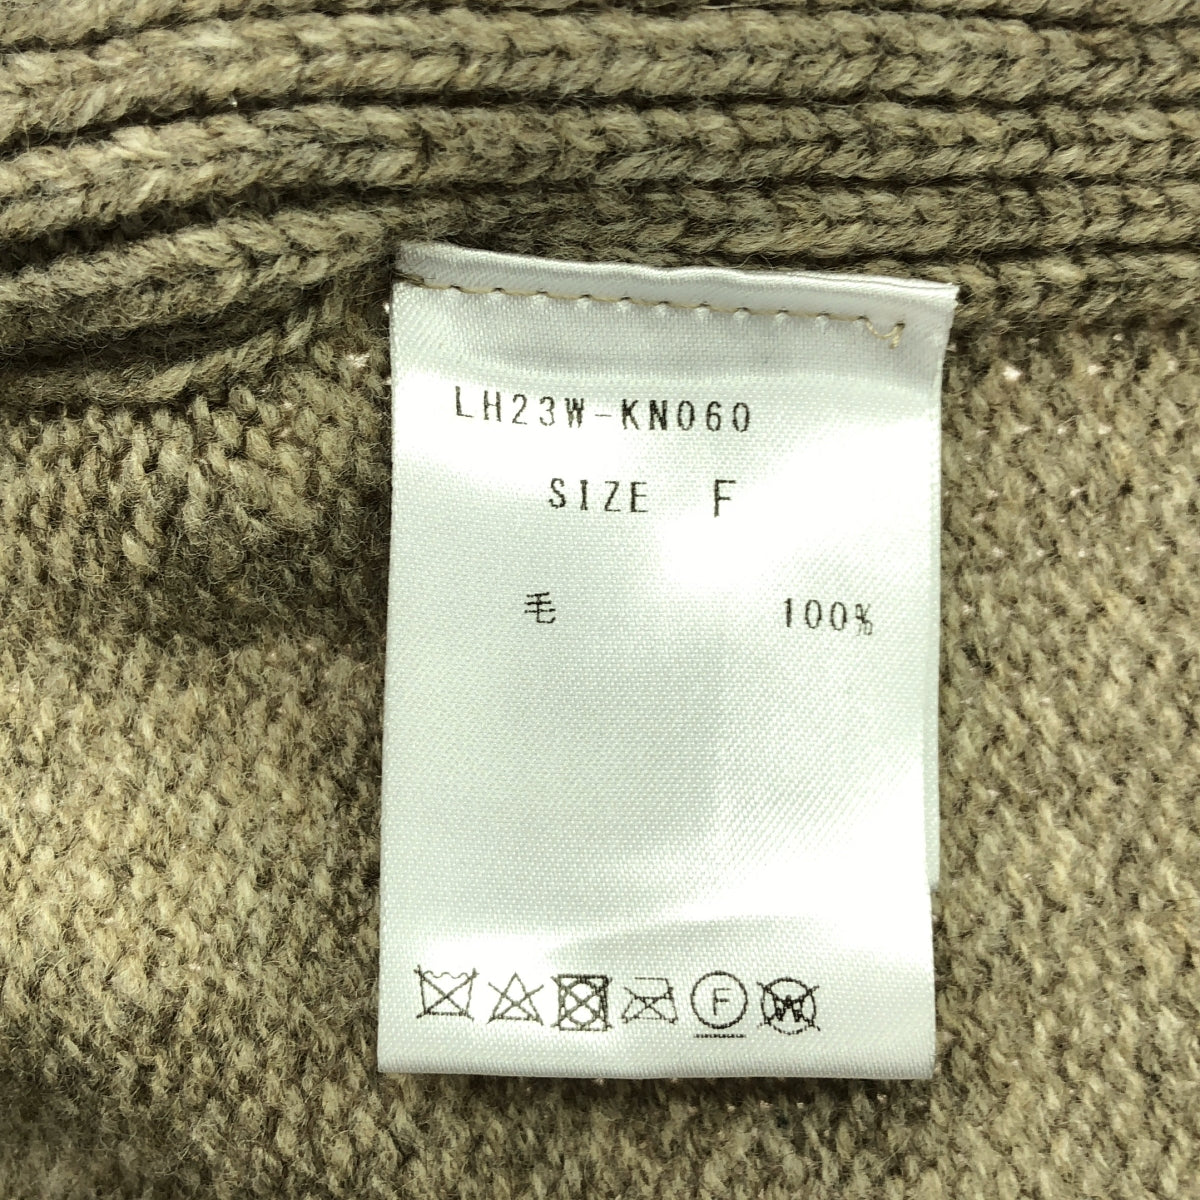 LH23W-KN060
SIZE F
毛 100%
F W